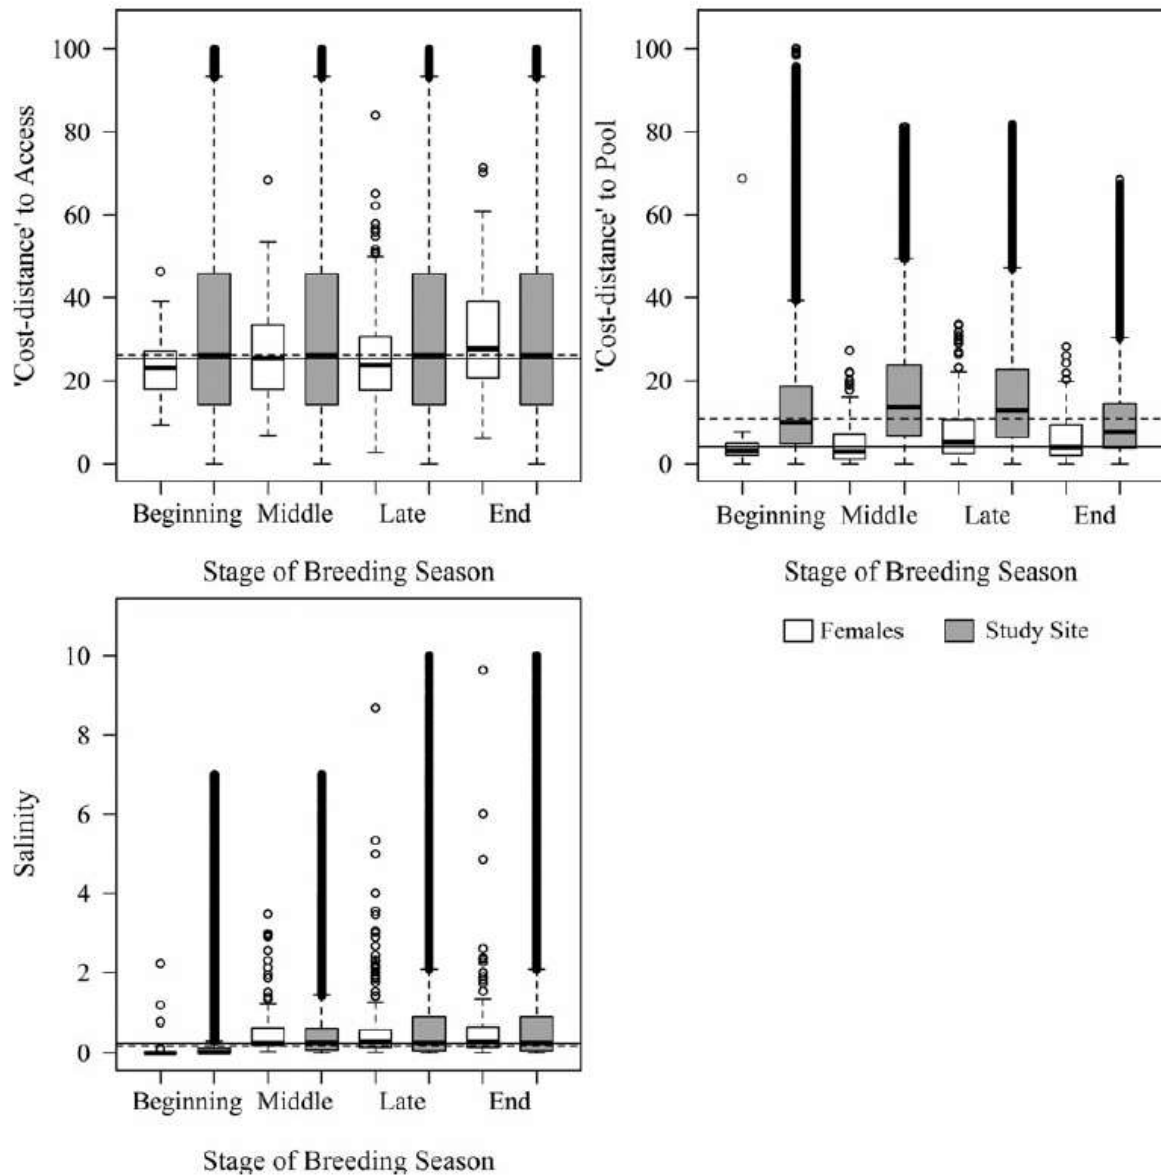 'Cost-distance' to Access
100
80
60
40
20
0
Beginning Middle Late End
Stage of Breeding Season
'Cost-distance' to Pool
100
80
60
40
20
0
Beginning Middle Late End
Stage of Breeding Season
Females Study Site
Salinity
10
8
6
4
2
0
Beginning Middle Late End
Stage of Breeding Season